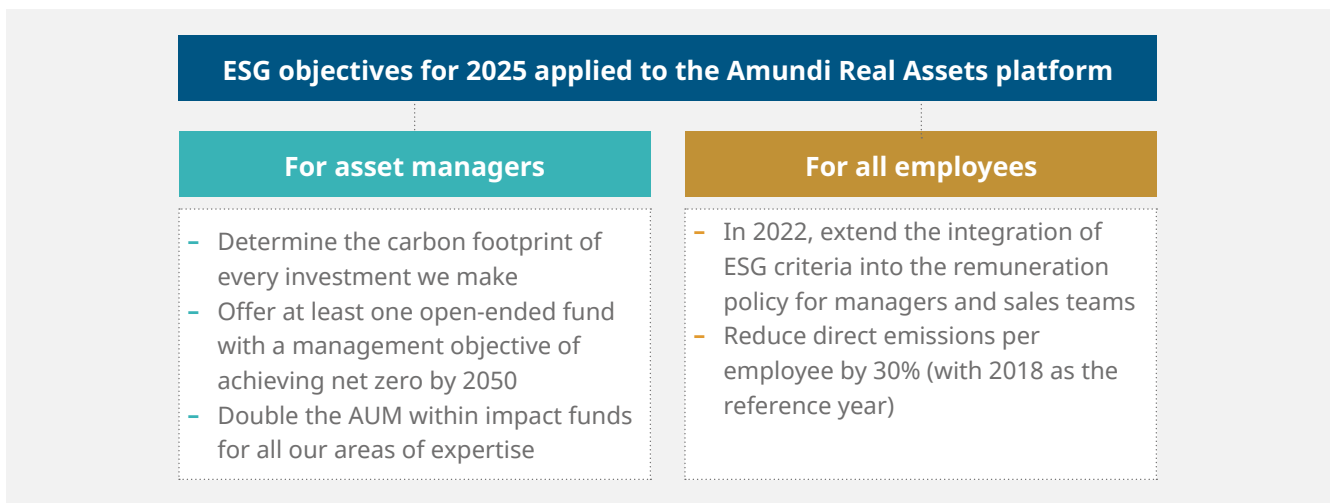 ESG objectives for 2025 applied to the Amundi Real Assets platform
For asset managers
– Determine the carbon footprint of
every investment we make
– Offer at least one open-ended fund
with a management objective of
achieving net zero by 2050
– Double the AUM within impact funds
for all our areas of expertise
For all employees
– In 2022, extend the integration of
ESG criteria into the remuneration
policy for managers and sales teams
– Reduce direct emissions per
employee by 30% (with 2018 as the
reference year)